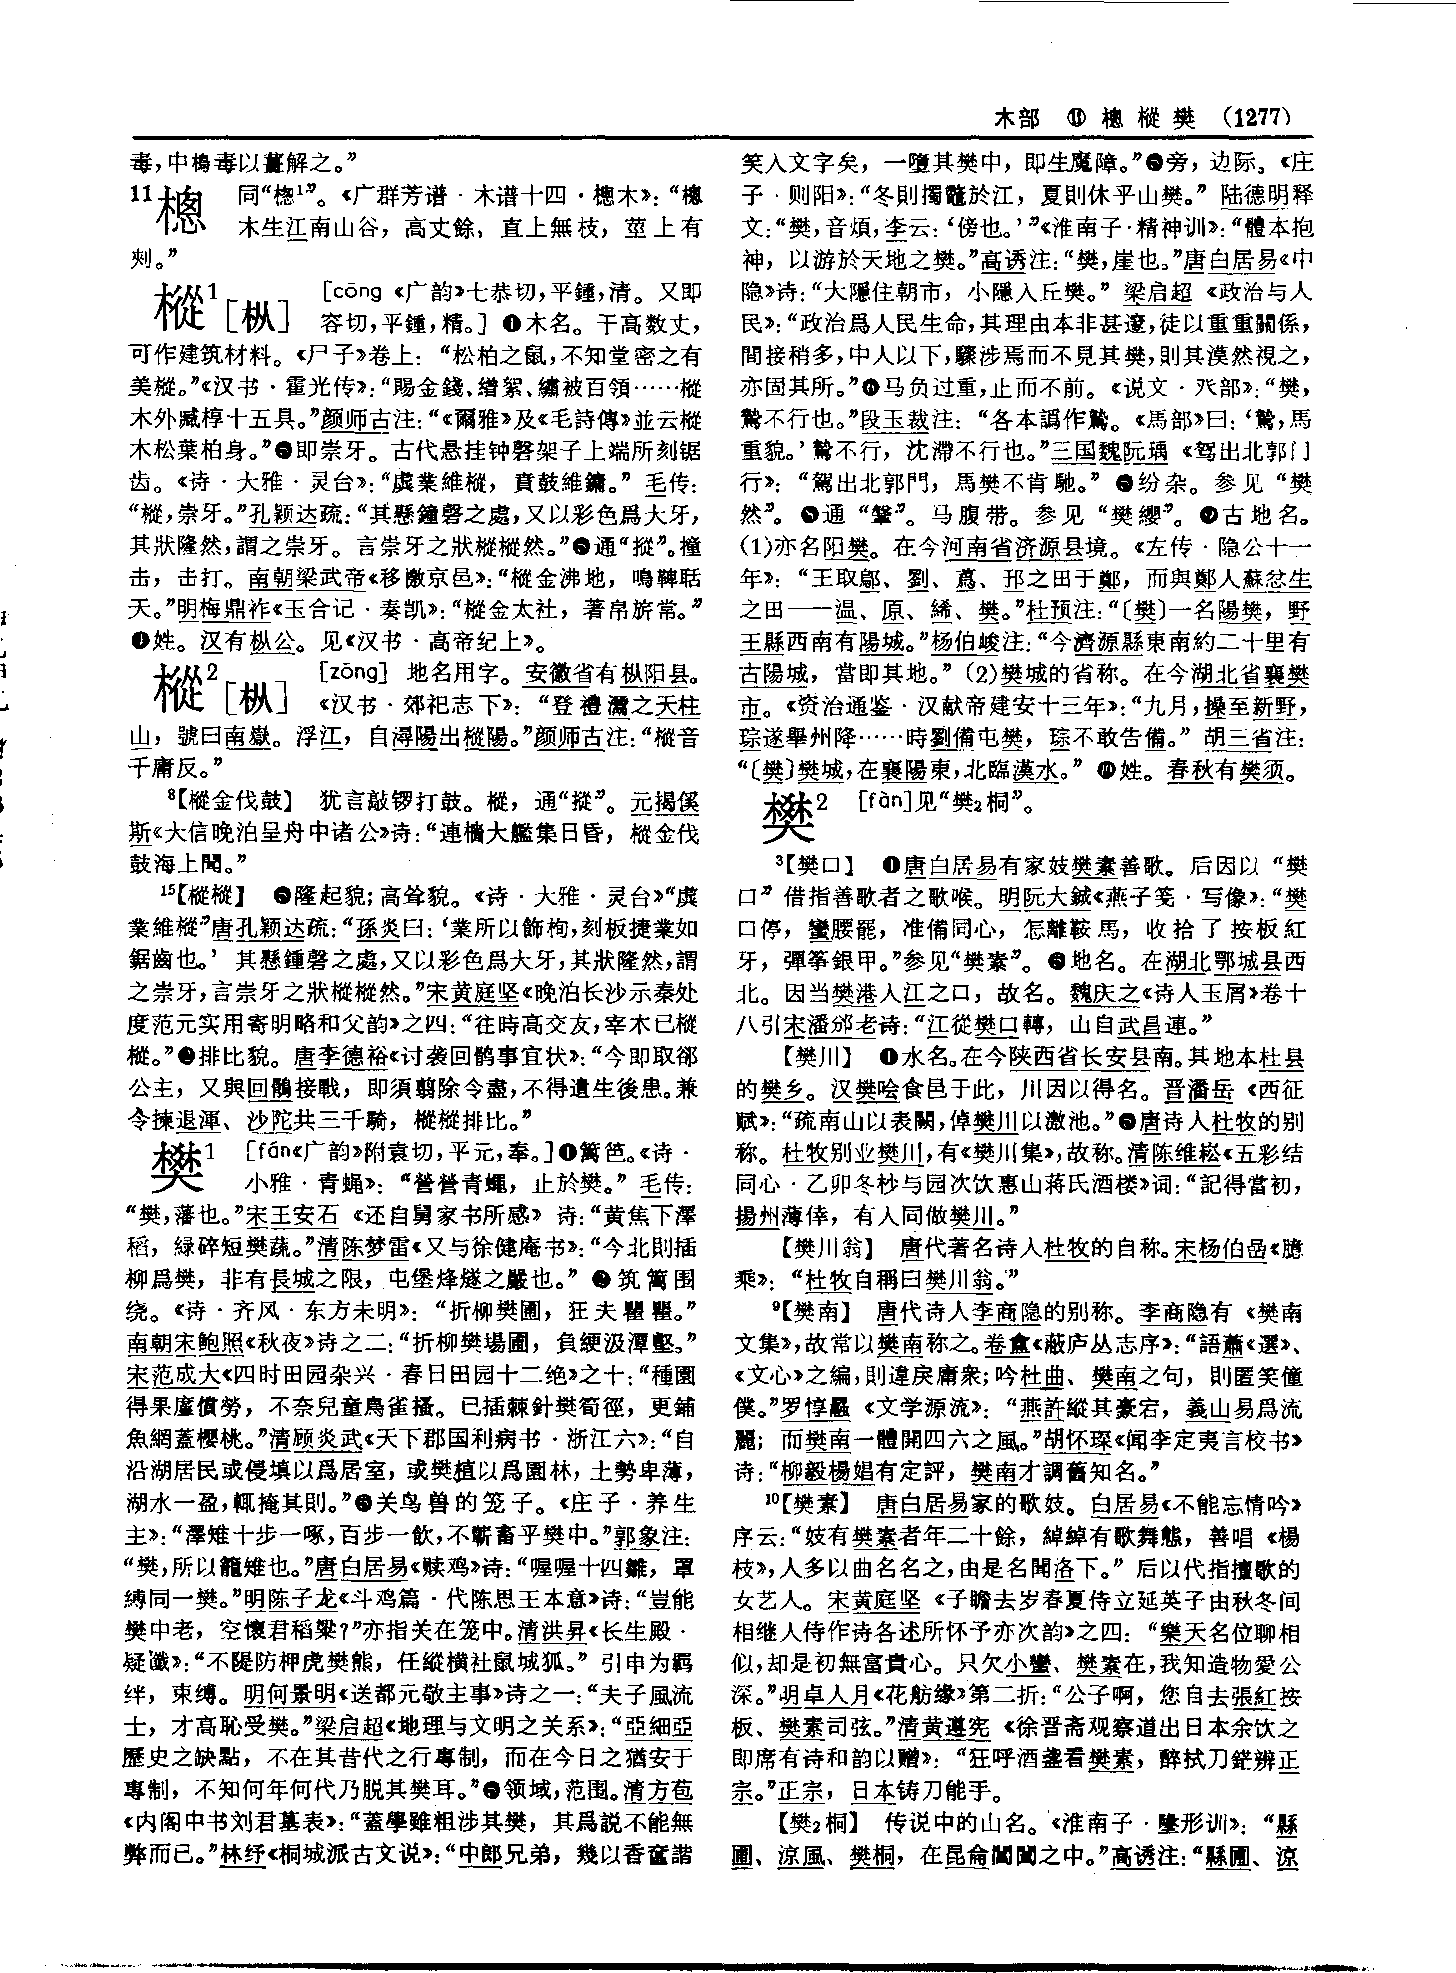 木部 ⑪ 樬 樅 樊 （1277）
毒，中樢毒以虀解之。”
11樬 同“楤¹”。《广群芳谱·木谱十四·樬木》：“樬
木生江南山谷，高丈餘，直上無枝，莖上有
刺。”
樅¹［枞］ ［cōng《广韵》七恭切，平鍾，清。又即
容切，平鍾，精。］❶木名。干高数丈，
可作建筑材料。《尸子》卷上：“松柏之鼠，不知堂密之有
美樅。”《汉书·霍光传》：“賜金錢、繒絮、繡被百領……樅
木外臧椁十五具。”颜师古注：“《爾雅》及《毛詩傳》並云樅
木松葉柏身。”❷即崇牙。古代悬挂钟磬架子上端所刻锯
齿。《诗·大雅·灵台》：“虡業維樅，賁鼓維鏞。”毛传：
“樅，崇牙。”孔颖达疏：“其懸鐘磬之處，又以彩色爲大牙，
其狀隆然，謂之崇牙。言崇牙之狀樅樅然。”❸通“摐”。撞
击，击打。南朝梁武帝《移檄京邑》：“樅金沸地，鳴鞞聒
天。”明梅鼎祚《玉合记·奏凯》：“樅金太社，著帛旂常。”
❹姓。汉有枞公。见《汉书·高帝纪上》。
樅²［枞］ ［zōng］ 地名用字。安徽省有枞阳县。
《汉书·郊祀志下》：“登禮灊之天柱
山，號曰南嶽。浮江，自潯陽出樅陽。”颜师古注：“樅音
千庸反。”
⁸【樅金伐鼓】 犹言敲锣打鼓。樅，通“摐”。元揭傒
斯《大信晚泊呈舟中诸公》诗：“連檣大艦集日昏，樅金伐
鼓海上聞。”
¹⁵【樅樅】 ❶隆起貌；高耸貌。《诗·大雅·灵台》“虡
業維樅”唐孔颖达疏：“孫炎曰：‘業所以飾栒，刻板捷業如
鋸齒也。’其懸鍾磬之處，又以彩色爲大牙，其狀隆然，謂
之崇牙，言崇牙之狀樅樅然。”宋黄庭坚《晚泊长沙示秦处
度范元实用寄明略和父韵》之四：“往時高交友，宰木已樅
樅。”❷排比貌。唐李德裕《讨袭回鹘事宜状》：“今即取郤
公主，又與回鶻接戰，即須翦除令盡，不得遺生後患。兼
令揀退渾、沙陀共三千騎，樅樅排比。”
樊¹ ［fán《广韵》附袁切，平元，奉。］❶篱笆。《诗·
小雅·青蝇》：“營營青蠅，止於樊。”毛传：
“樊，藩也。”宋王安石《还自舅家书所感》诗：“黄焦下澤
稻，緑碎短樊蔬。”清陈梦雷《又与徐健庵书》：“今北則插
柳爲樊，非有長城之限，屯堡烽燧之嚴也。”❷筑篱围
绕。《诗·齐风·东方未明》：“折柳樊圃，狂夫瞿瞿。”
南朝宋鲍照《秋夜》诗之二：“折柳樊場圃，負綆汲潭壑。”
宋范成大《四时田园杂兴·春日田园十二绝》之十：“種園
得果廑償勞，不奈兒童鳥雀搔。已插棘針樊筍徑，更鋪
魚網蓋櫻桃。”清顾炎武《天下郡国利病书·浙江六》：“自
沿湖居民或侵填以爲居室，或樊植以爲園林，土勢卑薄，
湖水一盈，輒掩其則。”❸关鸟兽的笼子。《庄子·养生
主》：“澤雉十步一啄，百步一飲，不蘄畜乎樊中。”郭象注：
“樊，所以籠雉也。”唐白居易《赎鸡》诗：“喔喔十四雛，罩
縛同一樊。”明陈子龙《斗鸡篇·代陈思王本意》诗：“豈能
樊中老，空懷君稻粱？”亦指关在笼中。清洪昇《长生殿·
疑谶》：“不隄防柙虎樊熊，任縱橫社鼠城狐。”引申为羁
绊，束缚。明何景明《送都元敬主事》诗之一：“夫子風流
士，才高恥受樊。”梁启超《地理与文明之关系》：“亞細亞
歷史之缺點，不在其昔代之行專制，而在今日之猶安于
專制，不知何年何代乃脱其樊耳。”❹领域，范围。清方苞
《内阁中书刘君墓表》：“蓋學雖粗涉其樊，其爲説不能無
弊而已。”林纾《桐城派古文说》：“中郎兄弟，幾以香奩詣
笑入文字矣，一墮其樊中，即生魔障。”❺旁，边际。《庄
子·则阳》：“冬則擉鼈於江，夏則休乎山樊。”陆德明释
文：“樊，音煩，李云：‘傍也。’”《淮南子·精神训》：“體本抱
神，以游於天地之樊。”高诱注：“樊，崖也。”唐白居易《中
隐》诗：“大隱住朝市，小隱入丘樊。”梁启超《政治与人
民》：“政治爲人民生命，其理由本非甚邃，徒以重重關係，
間接稍多，中人以下，驟涉焉而不見其樊，則其漠然視之，
亦固其所。”❻马负过重，止而不前。《说文·𠬜部》：“樊，
騺不行也。”段玉裁注：“各本譌作鷙。《馬部》曰：‘騺，馬
重貌。’騺不行，沈滯不行也。”三国魏阮瑀《驾出北郭门
行》：“駕出北郭門，馬樊不肯馳。”❼纷杂。参见“樊
然”。❽通“鞶”。马腹带。参见“樊纓”。❾古地名。
(1)亦名阳樊。在今河南省济源县境。《左传·隐公十一
年》：“王取鄔、劉、蒍、邘之田于鄭，而與鄭人蘇忿生
之田——温、原、絺、樊。”杜预注：“〔樊〕一名陽樊，野
王縣西南有陽城。”杨伯峻注：“今濟源縣東南約二十里有
古陽城，當即其地。”(2)樊城的省称。在今湖北省襄樊
市。《资治通鉴·汉献帝建安十三年》：“九月，操至新野，
琮遂舉州降……時劉備屯樊，琮不敢告備。”胡三省注：
“〔樊〕樊城，在襄陽東，北臨漢水。”❿姓。春秋有樊须。
樊² ［fàn］见“樊₂桐”。
³【樊口】 ❶唐白居易有家妓樊素善歌。后因以“樊
口”借指善歌者之歌喉。明阮大鋮《燕子笺·写像》：“樊
口停，蠻腰罷，准備同心，怎離鞍馬，收拾了按板紅
牙，彈筝銀甲。”参见“樊素”。❷地名。在湖北鄂城县西
北。因当樊港入江之口，故名。魏庆之《诗人玉屑》卷十
八引宋潘邠老诗：“江從樊口轉，山自武昌連。”
【樊川】 ❶水名。在今陕西省长安县南。其地本杜县
的樊乡。汉樊哙食邑于此，川因以得名。晋潘岳《西征
赋》：“疏南山以表闕，倬樊川以激池。”❷唐诗人杜牧的别
称。杜牧别业樊川，有《樊川集》，故称。清陈维崧《五彩结
同心·乙卯冬杪与园次饮惠山蒋氏酒楼》词：“記得當初，
揚州薄倖，有人同做樊川。”
【樊川翁】 唐代著名诗人杜牧的自称。宋杨伯嵒《臆
乘》：“杜牧自稱曰樊川翁。”
⁹【樊南】 唐代诗人李商隐的别称。李商隐有《樊南
文集》，故常以樊南称之。卷盦《蔽庐丛志序》：“語蕭《選》、
《文心》之编，則違戾庸衆；吟杜曲、樊南之句，則匿笑僮
僕。”罗惇曧《文学源流》：“燕許縱其豪宕，義山易爲流
麗；而樊南一體開四六之風。”胡怀琛《闻李定夷言校书》
诗：“柳毅楊娼有定評，樊南才調舊知名。”
¹⁰【樊素】 唐白居易家的歌妓。白居易《不能忘情吟》
序云：“妓有樊素者年二十餘，綽綽有歌舞態，善唱《楊
枝》，人多以曲名名之，由是名聞洛下。”后以代指擅歌的
女艺人。宋黄庭坚《子瞻去岁春夏侍立延英子由秋冬间
相继入侍作诗各述所怀予亦次韵》之四：“樂天名位聊相
似，却是初無富貴心。只欠小蠻、樊素在，我知造物愛公
深。”明卓人月《花舫缘》第二折：“公子啊，您自去張紅按
板、樊素司弦。”清黄遵宪《徐晋斋观察道出日本余饮之
即席有诗和韵以赠》：“狂呼酒盞看樊素，醉拭刀鋩辨正
宗。”正宗，日本铸刀能手。
【樊₂桐】 传说中的山名。《淮南子·墬形训》：“縣
圃、涼風、樊桐，在昆侖閶闔之中。”高诱注：“縣圃、涼